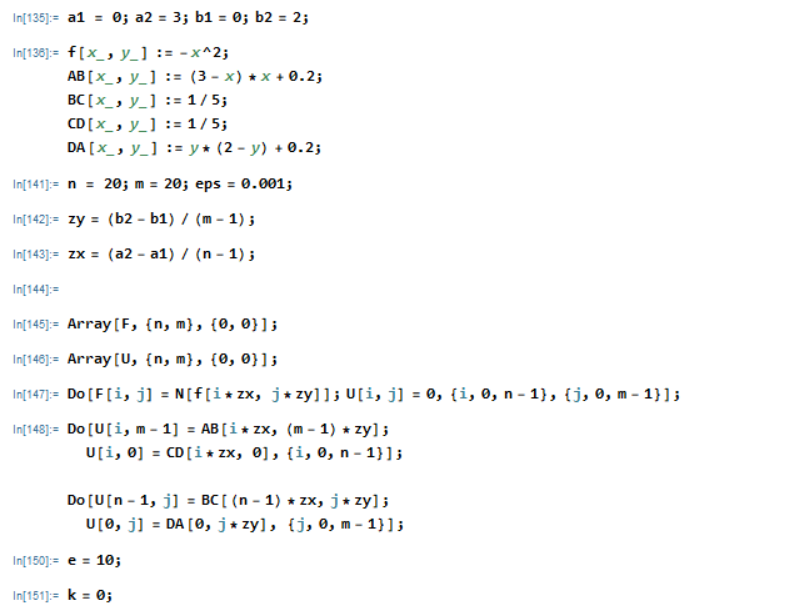 In[135]:= a1 = 0; a2 = 3; b1 = 0; b2 = 2;
In[136]:= f[x_, y_] := -x^2;
AB[x_, y_] := (3 - x) * x + 0.2;
BC[x_, y_] := 1 / 5;
CD[x_, y_] := 1 / 5;
DA[x_, y_] := y * (2 - y) + 0.2;
In[141]:= n = 20; m = 20; eps = 0.001;
In[142]:= zy = (b2 - b1) / (m - 1);
In[143]:= zx = (a2 - a1) / (n - 1);
In[144]:=
In[145]:= Array[F, {n, m}, {0, 0}];
In[146]:= Array[U, {n, m}, {0, 0}];
In[147]:= Do[F[i, j] = N[f[i * zx, j * zy]]; U[i, j] = 0, {i, 0, n - 1}, {j, 0, m - 1}];
In[148]:= Do[U[i, m - 1] = AB[i * zx, (m - 1) * zy];
U[i, 0] = CD[i * zx, 0], {i, 0, n - 1}];
Do[U[n - 1, j] = BC[(n - 1) * zx, j * zy];
U[0, j] = DA[0, j * zy], {j, 0, m - 1}];
In[150]:= e = 10;
In[151]:= k = 0;